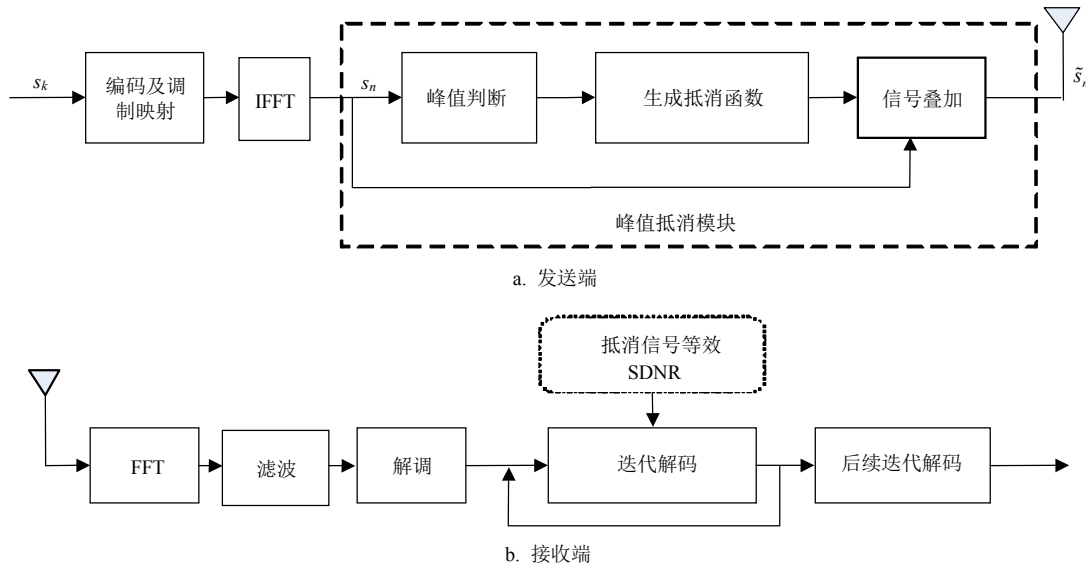 s_k
编码及调
制映射
IFFT
s_n
峰值判断
生成抵消函数
信号叠加
s̃_n
峰值抵消模块
a. 发送端
抵消信号等效
SDNR
FFT
滤波
解调
迭代解码
后续迭代解码
b. 接收端